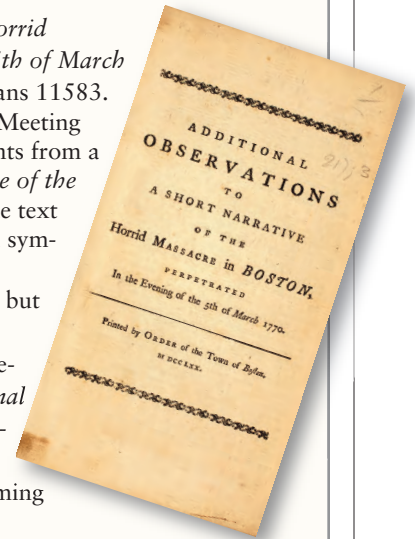 orrid
th of March
ans 11583.
Meeting
nts from a
e of the
e text
sym-
but
e-
nal
-
ming
ADDITIONAL
OBSERVATIONS
TO
A SHORT NARRATIVE
OF THE
Horrid MASSACRE in BOSTON,
PERPETRATED
In the Evening of the 5th of March 1770.
Printed by ORDER of the Town of Boston.
MDCCLXX.